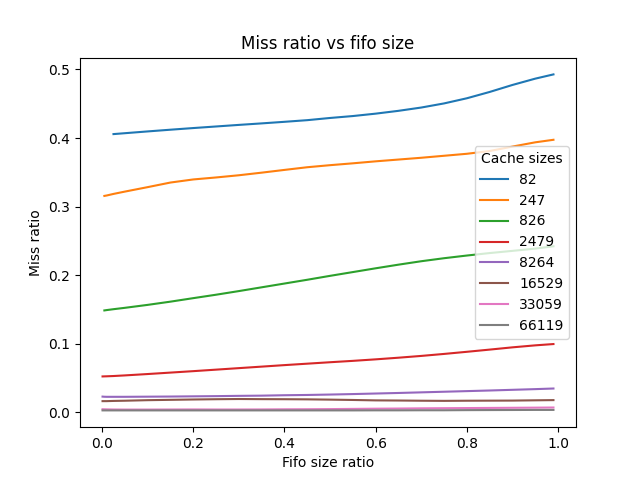 Miss ratio vs fifo size
0.5
0.4
0.3
0.2
0.1
0.0
Miss ratio
Cache sizes
82
247
826
2479
8264
16529
33059
66119
0.0 0.2 0.4 0.6 0.8 1.0
Fifo size ratio